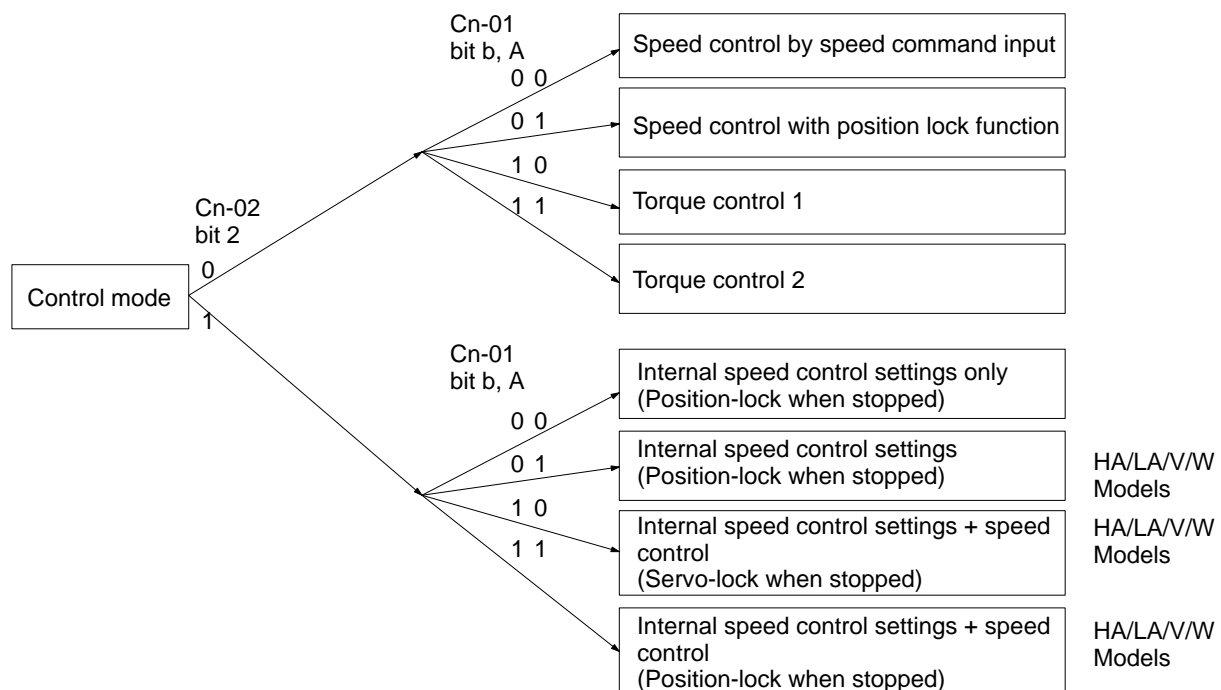 Cn-01
bit b, A
0 0
0 1
1 0
1 1
Speed control by speed command input
Speed control with position lock function
Torque control 1
Torque control 2
Cn-02
bit 2
0
1
Control mode
Cn-01
bit b, A
0 0
0 1
1 0
1 1
Internal speed control settings only
(Position-lock when stopped)
Internal speed control settings
(Position-lock when stopped)
HA/LA/V/W
Models
Internal speed control settings + speed
control
(Servo-lock when stopped)
HA/LA/V/W
Models
Internal speed control settings + speed
control
(Position-lock when stopped)
HA/LA/V/W
Models